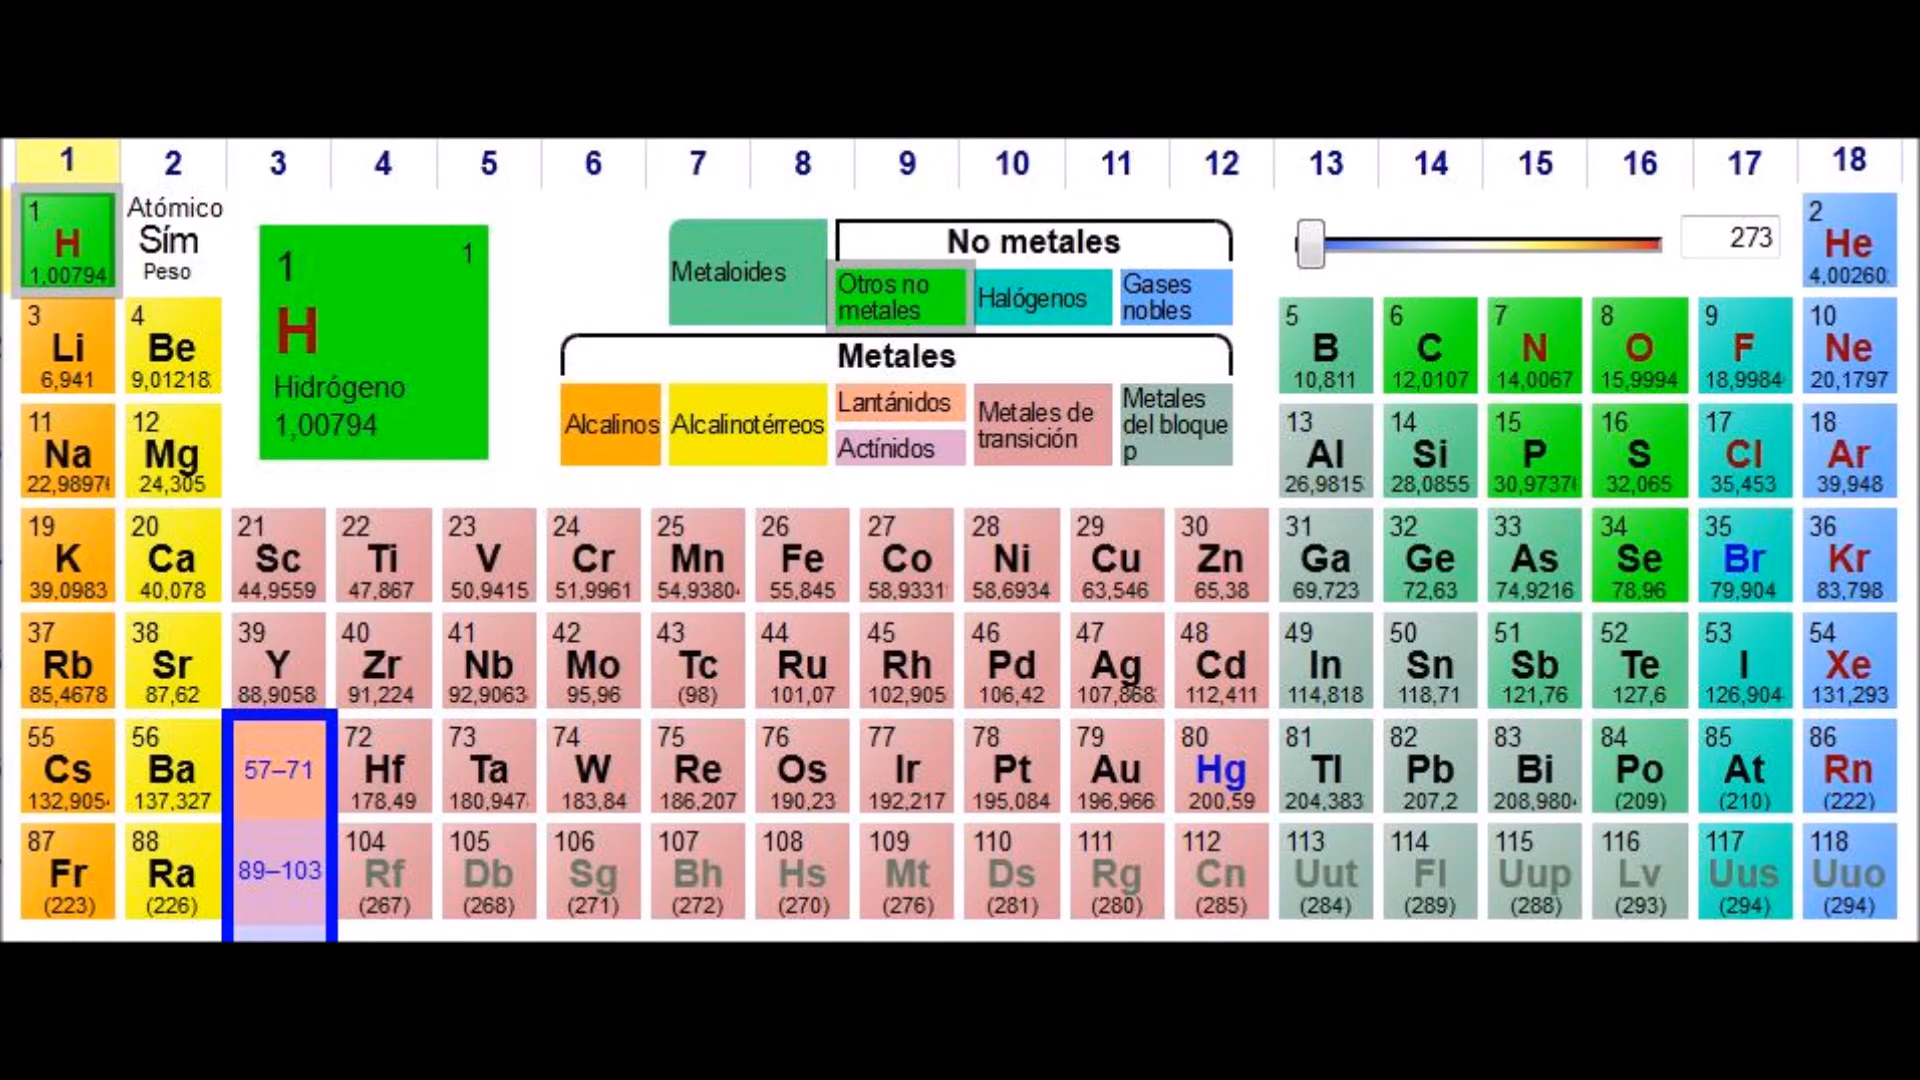 1 2 3 4 5 6 7 8 9 10 11 12 13 14 15 16 17 18
1
H
1,00794
Atómico
Sím
Peso
1 1
H
Hidrógeno
1,00794
Metaloides
No metales
Otros no
metales
Halógenos
Gases
nobles
Metales
Alcalinos
Alcalinotérreos
Lantánidos
Actínidos
Metales de
transición
Metales
del bloque
p
273
2
He
4,00260
3 4 5 6 7 8 9 10
Li Be B C N O F Ne
6,941 9,01218 10,811 12,0107 14,0067 15,9994 18,9984 20,1797
11 12 13 14 15 16 17 18
Na Mg Al Si P S Cl Ar
22,9897 24,305 26,9815 28,0855 30,9737 32,065 35,453 39,948
19 20 21 22 23 24 25 26 27 28 29 30 31 32 33 34 35 36
K Ca Sc Ti V Cr Mn Fe Co Ni Cu Zn Ga Ge As Se Br Kr
39,0983 40,078 44,9559 47,867 50,9415 51,9961 54,9380 55,845 58,9331 58,6934 63,546 65,38 69,723 72,63 74,9216 78,96 79,904 83,798
37 38 39 40 41 42 43 44 45 46 47 48 49 50 51 52 53 54
Rb Sr Y Zr Nb Mo Tc Ru Rh Pd Ag Cd In Sn Sb Te I Xe
85,4678 87,62 88,9058 91,224 92,9063 95,96 (98) 101,07 102,905 106,42 107,868 112,411 114,818 118,71 121,76 127,6 126,904 131,293
55 56 72 73 74 75 76 77 78 79 80 81 82 83 84 85 86
Cs Ba 57–71 Hf Ta W Re Os Ir Pt Au Hg Tl Pb Bi Po At Rn
132,905 137,327 178,49 180,947 183,84 186,207 190,23 192,217 195,084 196,966 200,59 204,383 207,2 208,980 (209) (210) (222)
87 88 104 105 106 107 108 109 110 111 112 113 114 115 116 117 118
Fr Ra 89–103 Rf Db Sg Bh Hs Mt Ds Rg Cn Uut Fl Uup Lv Uus Uuo
(223) (226) (267) (268) (271) (272) (270) (276) (281) (280) (285) (284) (289) (288) (293) (294) (294)